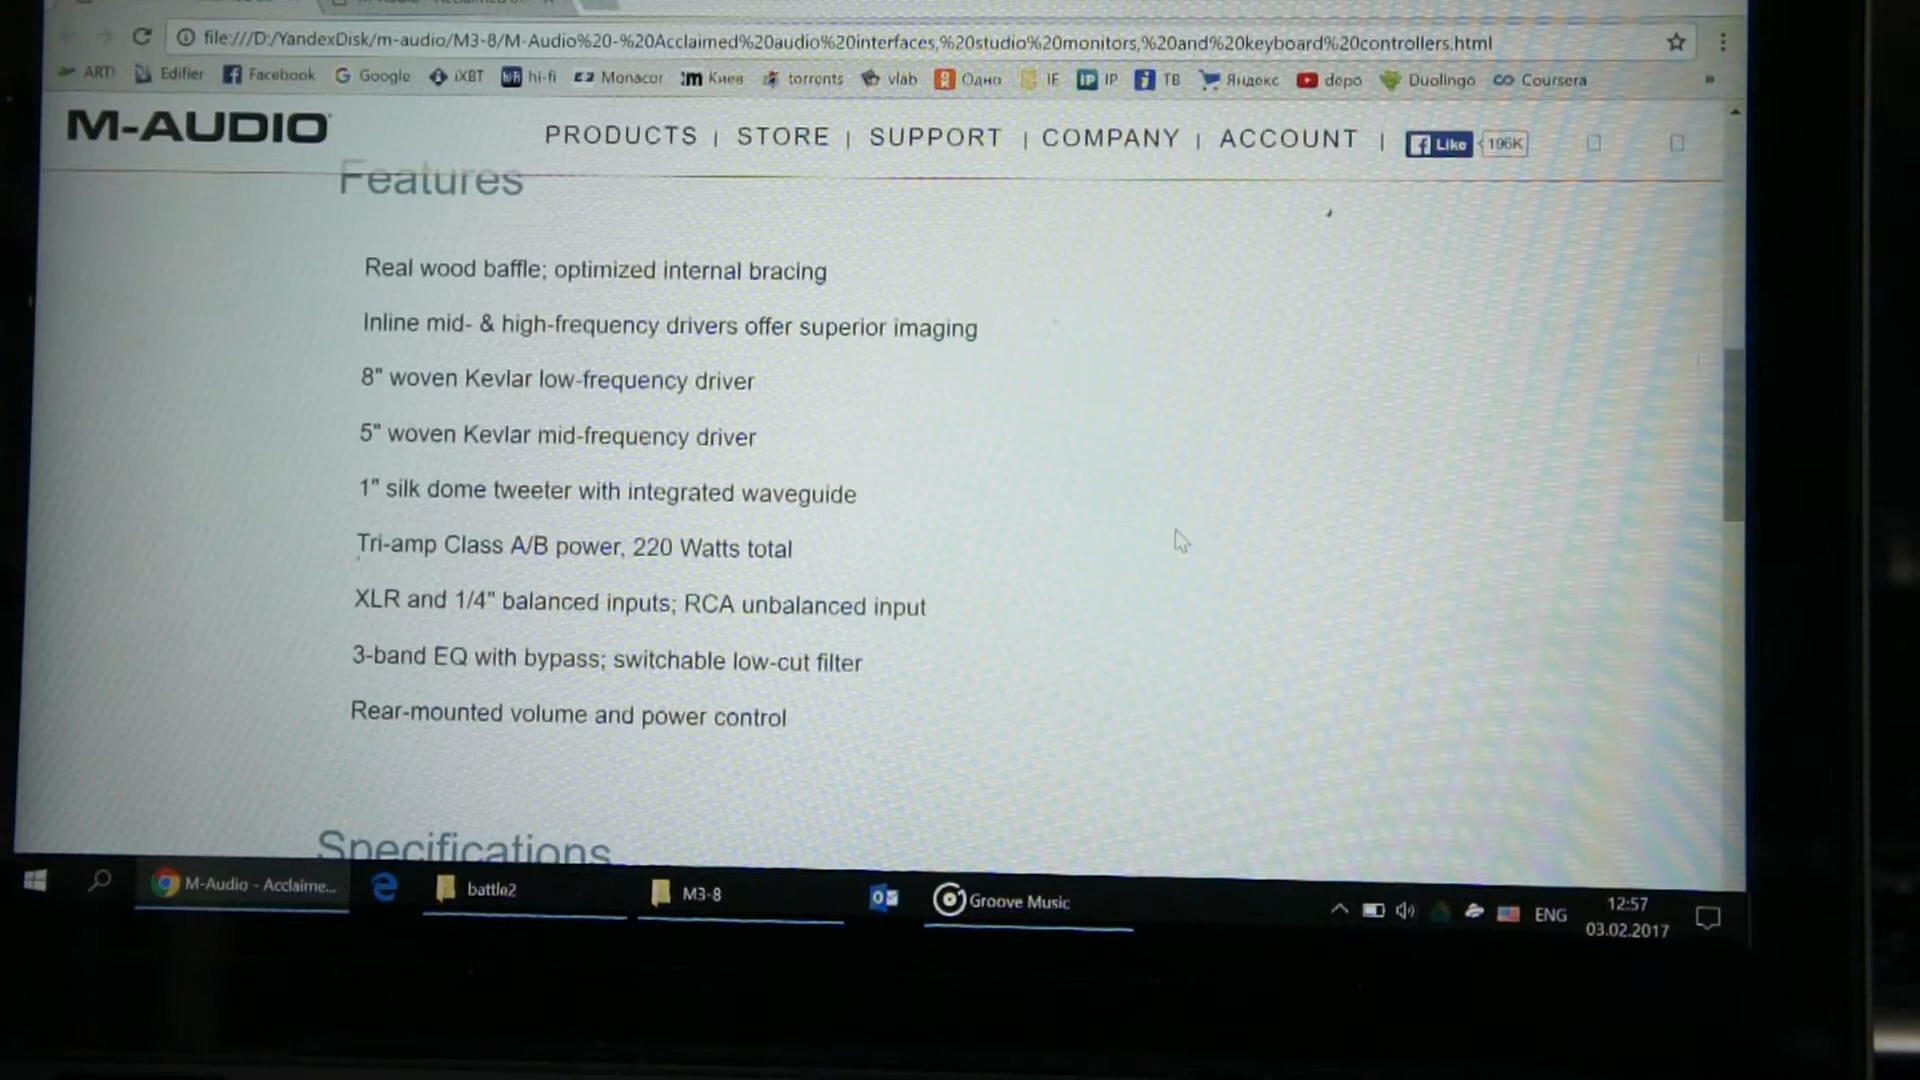 file:///D:/YandexDisk/m-audio/M3-8/M-Audio%20-%20Acclaimed%20audio%20interfaces,%20studio%20monitors,%20and%20keyboard%20controllers.html
ART! Edifier Facebook Google iXBT hi-fi Monacor Киев torrents vlab Одно IE IP ТВ Яндекс depo Duolingo Coursera »
M-AUDIO PRODUCTS | STORE | SUPPORT | COMPANY | ACCOUNT | Like 196K
Features
Real wood baffle; optimized internal bracing
Inline mid- & high-frequency drivers offer superior imaging
8" woven Kevlar low-frequency driver
5" woven Kevlar mid-frequency driver
1" silk dome tweeter with integrated waveguide
Tri-amp Class A/B power, 220 Watts total
XLR and 1/4" balanced inputs; RCA unbalanced input
3-band EQ with bypass; switchable low-cut filter
Rear-mounted volume and power control
Specifications
M-Audio - Acclaime... battle2 M3-8 Groove Music ENG 12:57
03.02.2017